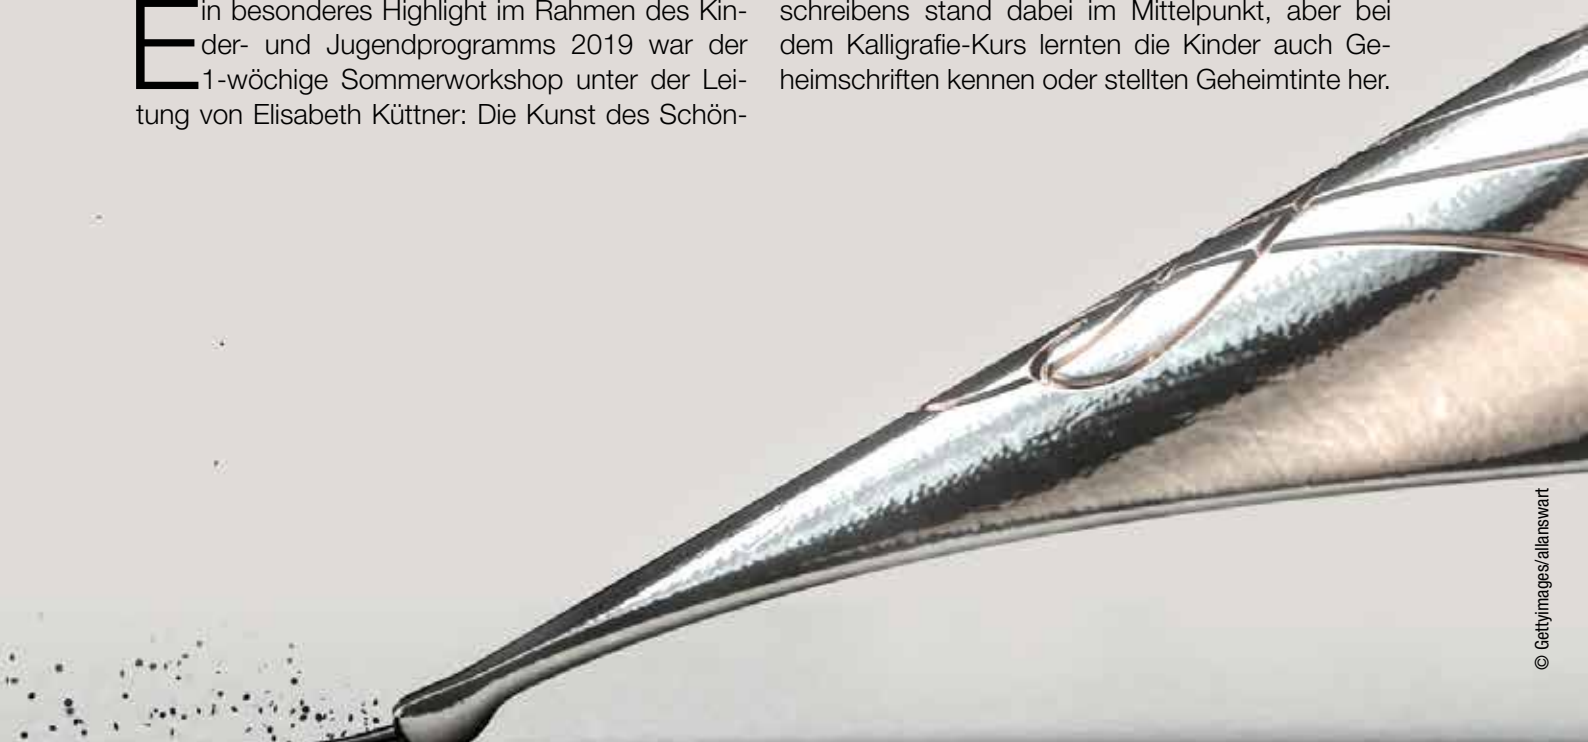 Ein besonderes Highlight im Rahmen des Kin-
der- und Jugendprogramms 2019 war der
1-wöchige Sommerworkshop unter der Lei-
tung von Elisabeth Küttner: Die Kunst des Schön-
schreibens stand dabei im Mittelpunkt, aber bei
dem Kalligrafie-Kurs lernten die Kinder auch Ge-
heimschriften kennen oder stellten Geheimtinte her.
© Gettyimages/allanswart